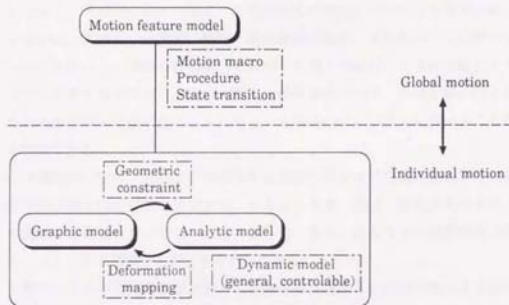 Motion feature model
Motion macro
Procedure
State transition
Global motion
Individual motion
Geometric
constraint
Graphic model
Analytic model
Deformation
mapping
Dynamic model
(general, controlable)